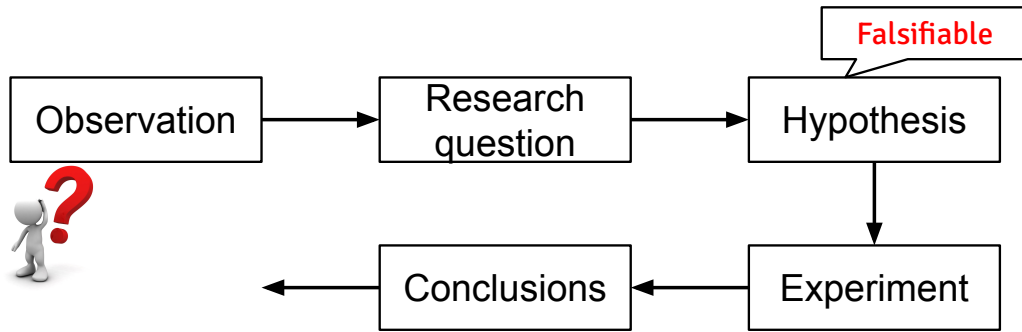 Falsifiable
Observation
Research
question
Hypothesis
Conclusions
Experiment